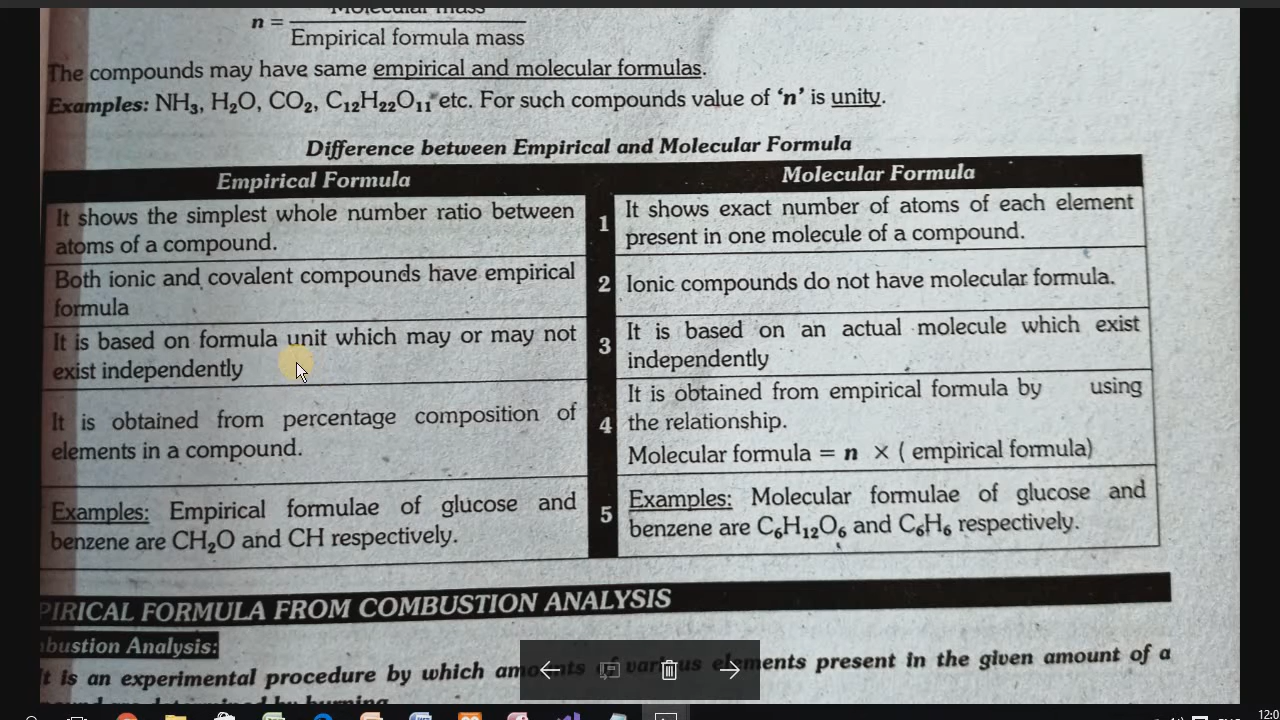 n = Molecular mass
Empirical formula mass
The compounds may have same empirical and molecular formulas.
Examples: NH₃, H₂O, CO₂, C₁₂H₂₂O₁₁ etc. For such compounds value of ‘n’ is unity.
Difference between Empirical and Molecular Formula
Empirical Formula
Molecular Formula
It shows the simplest whole number ratio between
atoms of a compound.
1
It shows exact number of atoms of each element
present in one molecule of a compound.
Both ionic and covalent compounds have empirical
formula
2
Ionic compounds do not have molecular formula.
It is based on formula unit which may or may not
exist independently
3
It is based on an actual molecule which exist
independently
It is obtained from percentage composition of
elements in a compound.
4
It is obtained from empirical formula by using
the relationship.
Molecular formula = n × ( empirical formula)
Examples: Empirical formulae of glucose and
benzene are CH₂O and CH respectively.
5
Examples: Molecular formulae of glucose and
benzene are C₆H₁₂O₆ and C₆H₆ respectively.
PIRICAL FORMULA FROM COMBUSTION ANALYSIS
bustion Analysis:
t is an experimental procedure by which amounts of various elements present in the given amount of a
by burning
12:0